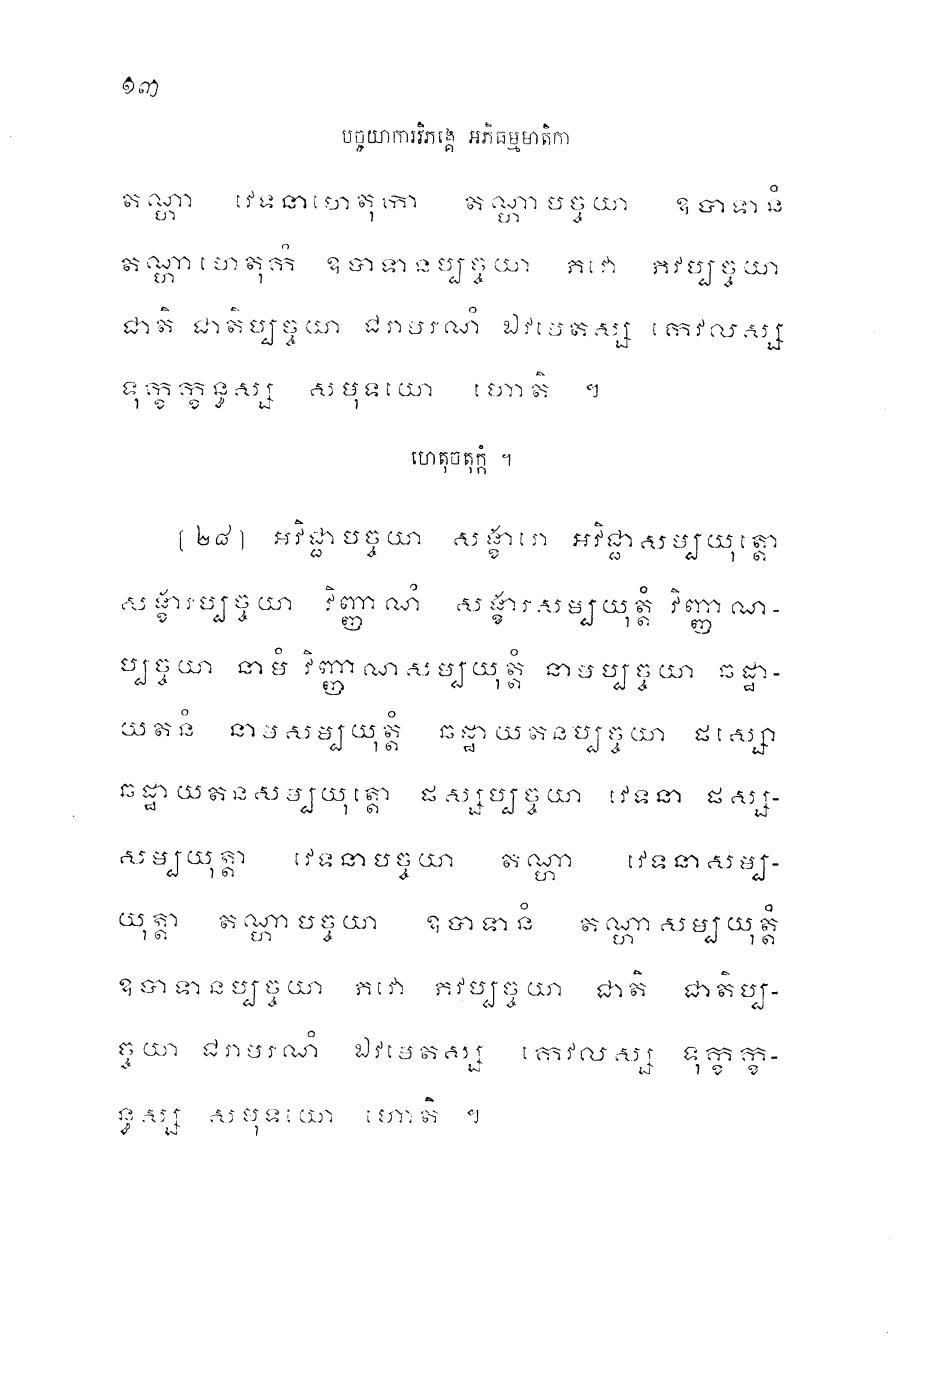 ១៣
បច្ចយាការវិភង្គេ អភិធម្មមាតិកា
តណ្ហា វេទនាហេតុកា តណ្ហាបច្ចយា ឧបាទានំ
តណ្ហាហេតុកំ ឧបាទានប្បច្ចយា ភវោ ភវប្បច្ចយា
ជាតិ ជាតិប្បច្ចយា ជរាមរណំ ឯវមេតស្ស កេវលស្ស
ទុក្ខក្ខន្ធស្ស សមុទយោ ហោតិ ។
ហេតុចតុក្កំ ។
[២៨] អវិជ្ជាបច្ចយា សង្ខារោ អវិជ្ជាសម្បយុត្តោ
សង្ខារប្បច្ចយា វិញ្ញាណំ សង្ខារសម្បយុត្តំ វិញ្ញាណ-
ប្បច្ចយា នាមំ វិញ្ញាណសម្បយុត្តំ នាមប្បច្ចយា ឆដ្ឋា-
យតនំ នាមសម្បយុត្តំ ឆដ្ឋាយតនប្បច្ចយា ផស្សោ
ឆដ្ឋាយតនសម្បយុត្តោ ផស្សប្បច្ចយា វេទនា ផស្ស-
សម្បយុត្តា វេទនាបច្ចយា តណ្ហា វេទនាសម្ប-
យុត្តា តណ្ហាបច្ចយា ឧបាទានំ តណ្ហាសម្បយុត្តំ
ឧបាទានប្បច្ចយា ភវោ ភវប្បច្ចយា ជាតិ ជាតិប្ប-
ច្ចយា ជរាមរណំ ឯវមេតស្ស កេវលស្ស ទុក្ខក្ខ-
ន្ធស្ស សមុទយោ ហោតិ ។